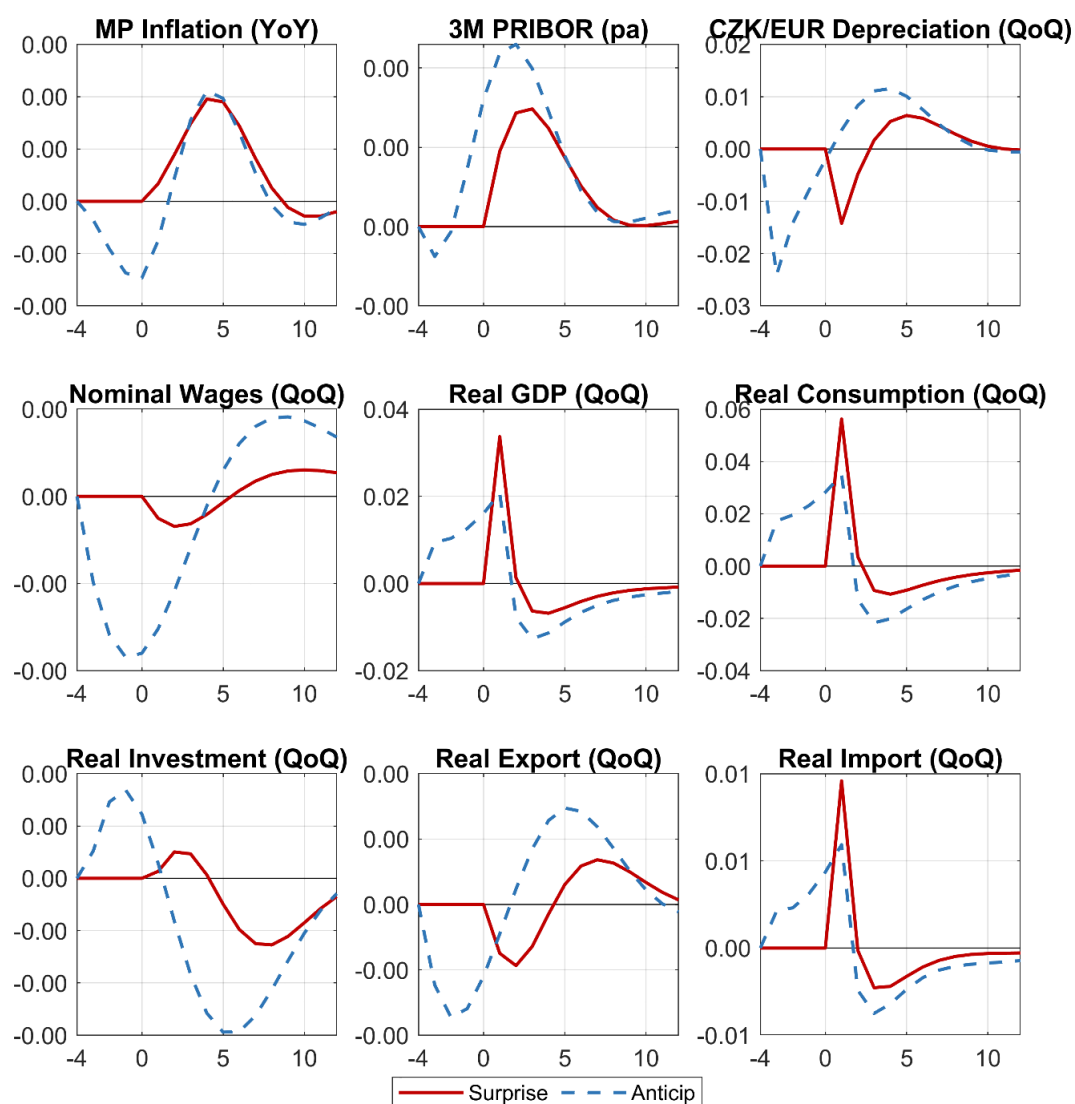 MP Inflation (YoY)
0.00
0.00
0.00
0.00
-0.00
-0.00
-4 0 5 10
3M PRIBOR (pa)
0.00
0.00
0.00
-0.00
-4 0 5 10
CZK/EUR Depreciation (QoQ)
0.02
0.01
0.00
-0.01
-0.02
-0.03
-4 0 5 10
Nominal Wages (QoQ)
0.00
-0.00
-0.00
-0.00
-4 0 5 10
Real GDP (QoQ)
0.04
0.02
0.00
-0.02
-4 0 5 10
Real Consumption (QoQ)
0.06
0.04
0.02
0.00
-0.02
-0.04
-4 0 5 10
Real Investment (QoQ)
0.00
0.00
0.00
-0.00
-0.00
-0.00
-4 0 5 10
Real Export (QoQ)
0.00
0.00
0.00
-0.00
-0.00
-4 0 5 10
Real Import (QoQ)
0.01
0.01
0.00
-0.01
-4 0 5 10
Surprise Anticip